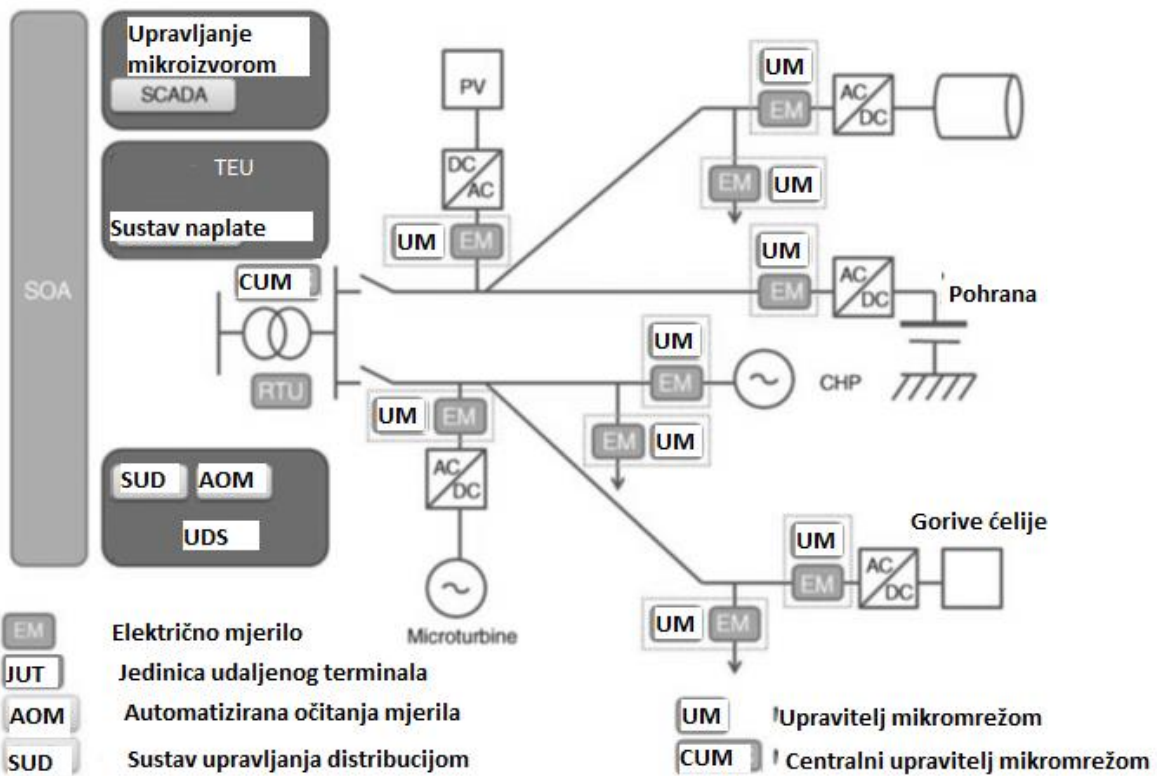 Upravljanje
mikroizvorom
SCADA
TEU
Sustav naplate
SOA
CUM
RTU
SUD
AOM
UDS
PV
DC
AC
UM
EM
UM
EM
AC
DC
EM
UM
UM
EM
AC
DC
Pohrana
UM
EM
CHP
EM
UM
UM
EM
AC
DC
Microturbine
Gorive ćelije
UM
EM
AC
DC
UM
EM
EM
Električno mjerilo
JUT
Jedinica udaljenog terminala
AOM
Automatizirana očitanja mjerila
SUD
Sustav upravljanja distribucijom
UM
Upravitelj mikromrežom
CUM
Centralni upravitelj mikromrežom